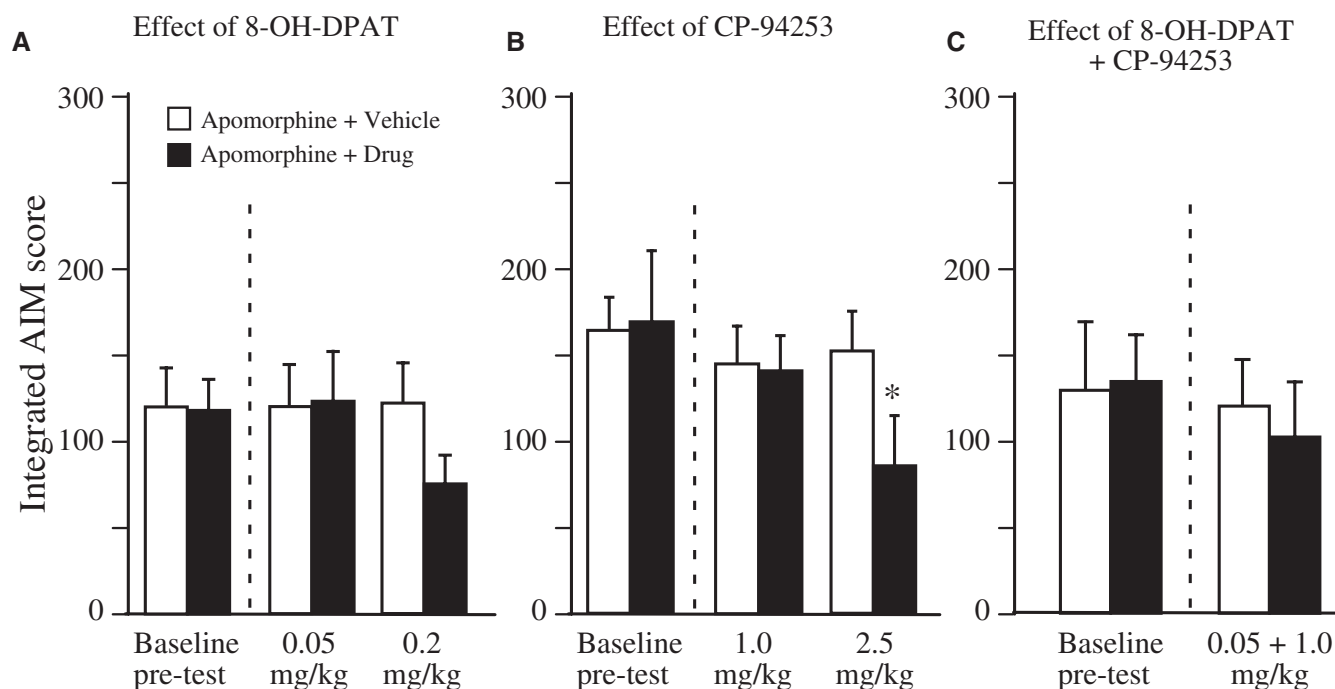 A
Effect of 8-OH-DPAT
Integrated AIM score
300
200
100
0
Apomorphine + Vehicle
Apomorphine + Drug
Baseline
pre-test
0.05
mg/kg
0.2
mg/kg
B
Effect of CP-94253
300
200
100
0
*
Baseline
pre-test
1.0
mg/kg
2.5
mg/kg
C
Effect of 8-OH-DPAT
+ CP-94253
300
200
100
0
Baseline
pre-test
0.05 + 1.0
mg/kg